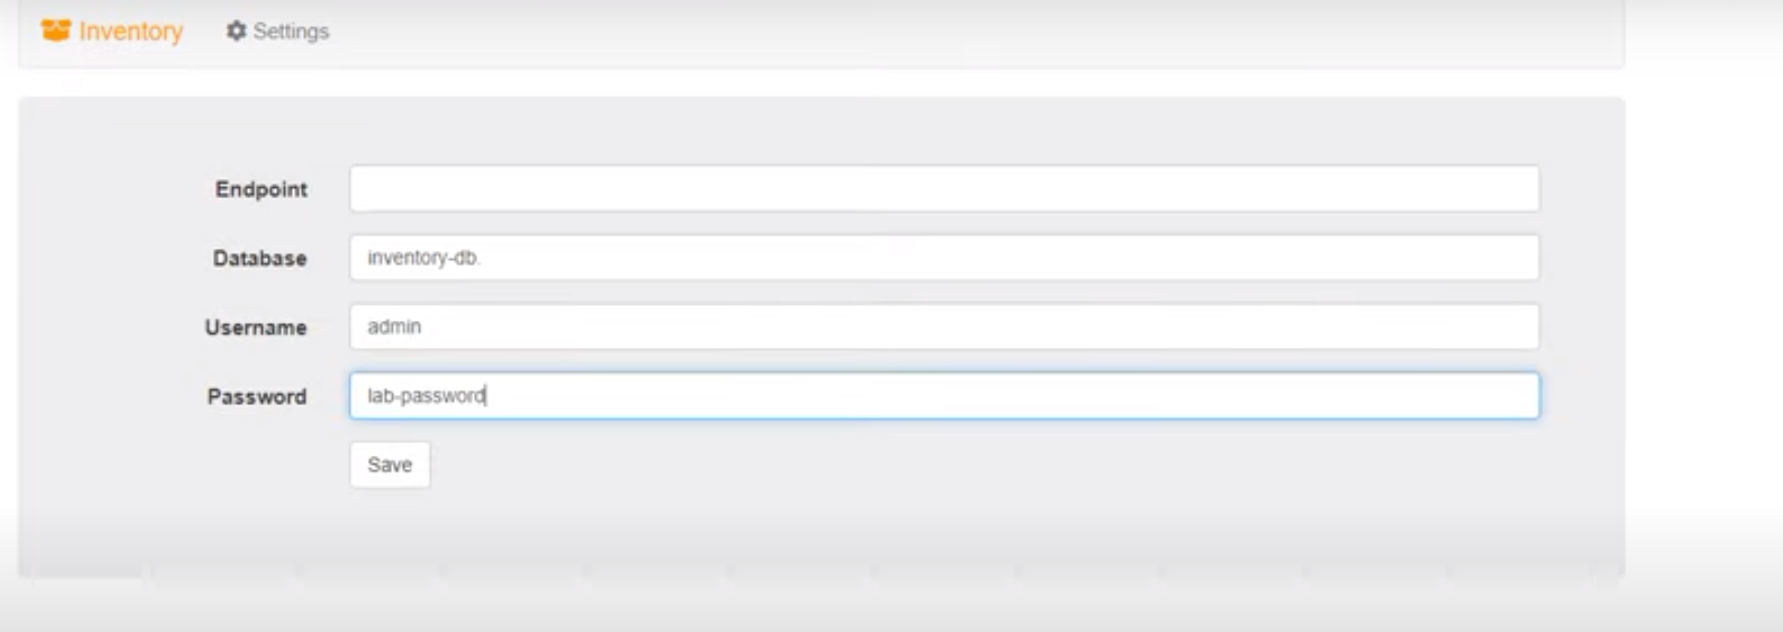 Inventory Settings
Endpoint
Database inventory-db.
Username admin
Password lab-password
Save